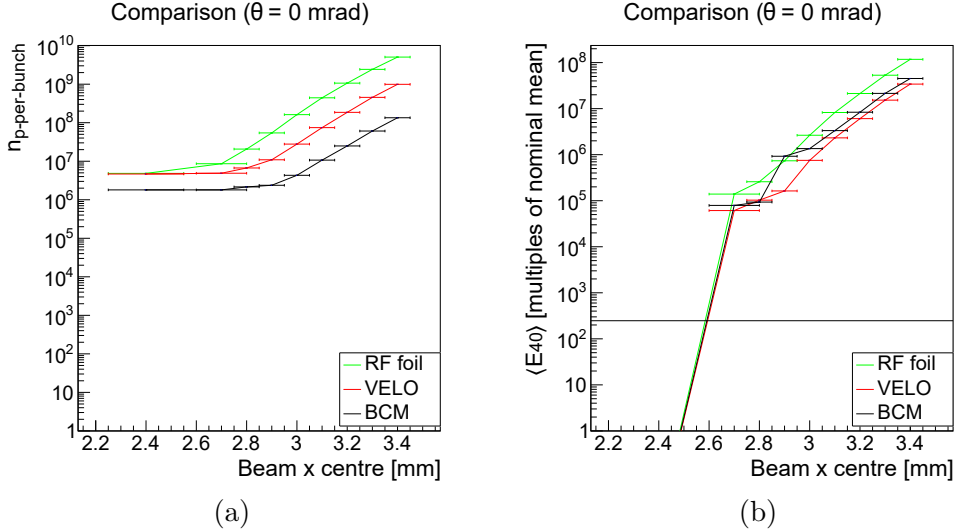 Comparison (θ = 0 mrad)
n_p-per-bunch
10^10
10^9
10^8
10^7
10^6
10^5
10^4
10^3
10^2
10
1
RF foil
VELO
BCM
2.2 2.4 2.6 2.8 3 3.2 3.4
Beam x centre [mm]
(a)
Comparison (θ = 0 mrad)
⟨E40⟩ [multiples of nominal mean]
10^8
10^7
10^6
10^5
10^4
10^3
10^2
10
1
RF foil
VELO
BCM
2.2 2.4 2.6 2.8 3 3.2 3.4
Beam x centre [mm]
(b)